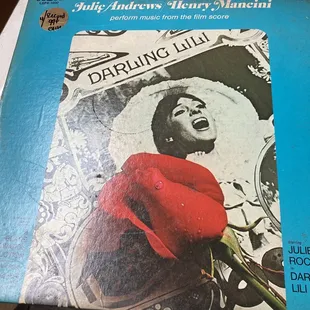 Julie Andrews Henry Mancini
perform music from the film score
DARLING LILI
JULIE
ROC
DAR
LILI